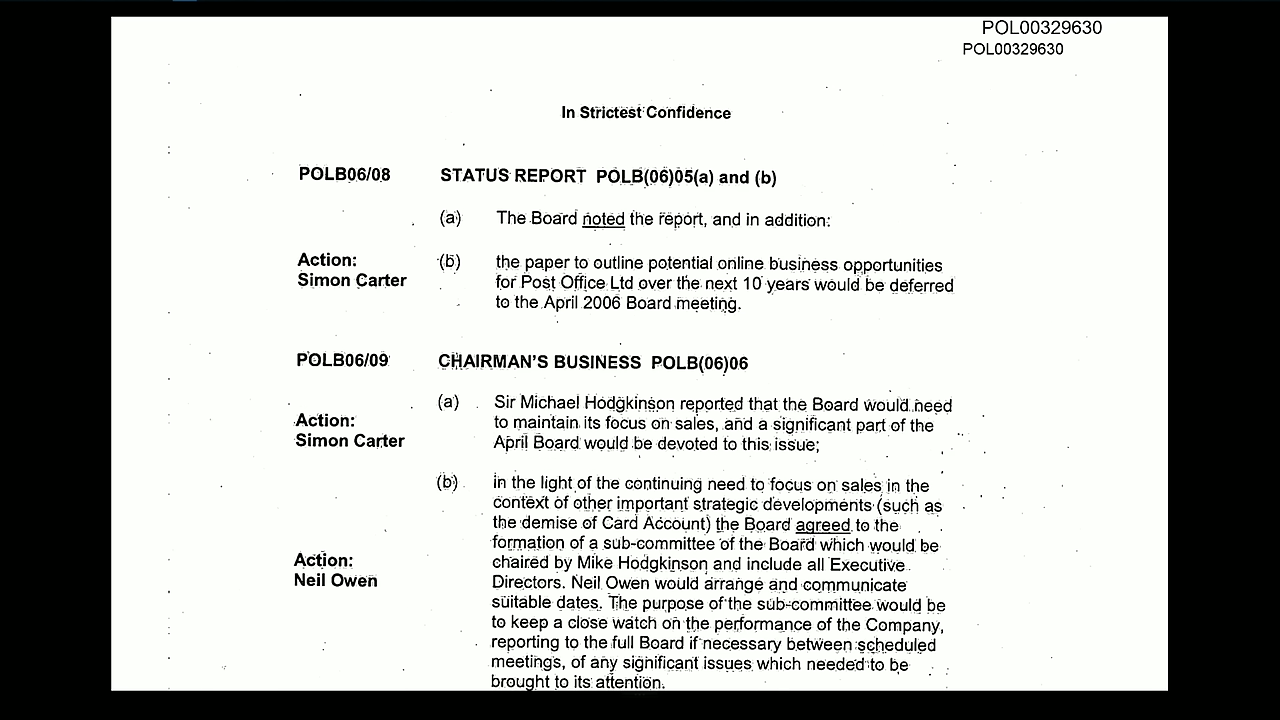 POL00329630
POL00329630
In Strictest Confidence
POLB06/08 STATUS REPORT POLB(06)05(a) and (b)
(a) The Board noted the report, and in addition:
Action:
Simon Carter
(b) the paper to outline potential online business opportunities
for Post Office Ltd over the next 10 years would be deferred
to the April 2006 Board meeting.
POLB06/09 CHAIRMAN'S BUSINESS POLB(06)06
Action:
Simon Carter
(a) Sir Michael Hodgkinson reported that the Board would need
to maintain its focus on sales, and a significant part of the
April Board would be devoted to this issue;
(b) in the light of the continuing need to focus on sales in the
context of other important strategic developments (such as
the demise of Card Account) the Board agreed to the
formation of a sub-committee of the Board which would be
Action:
Neil Owen
chaired by Mike Hodgkinson and include all Executive
Directors. Neil Owen would arrange and communicate
suitable dates. The purpose of the sub-committee would be
to keep a close watch on the performance of the Company,
reporting to the full Board if necessary between scheduled
meetings, of any significant issues which needed to be
brought to its attention.